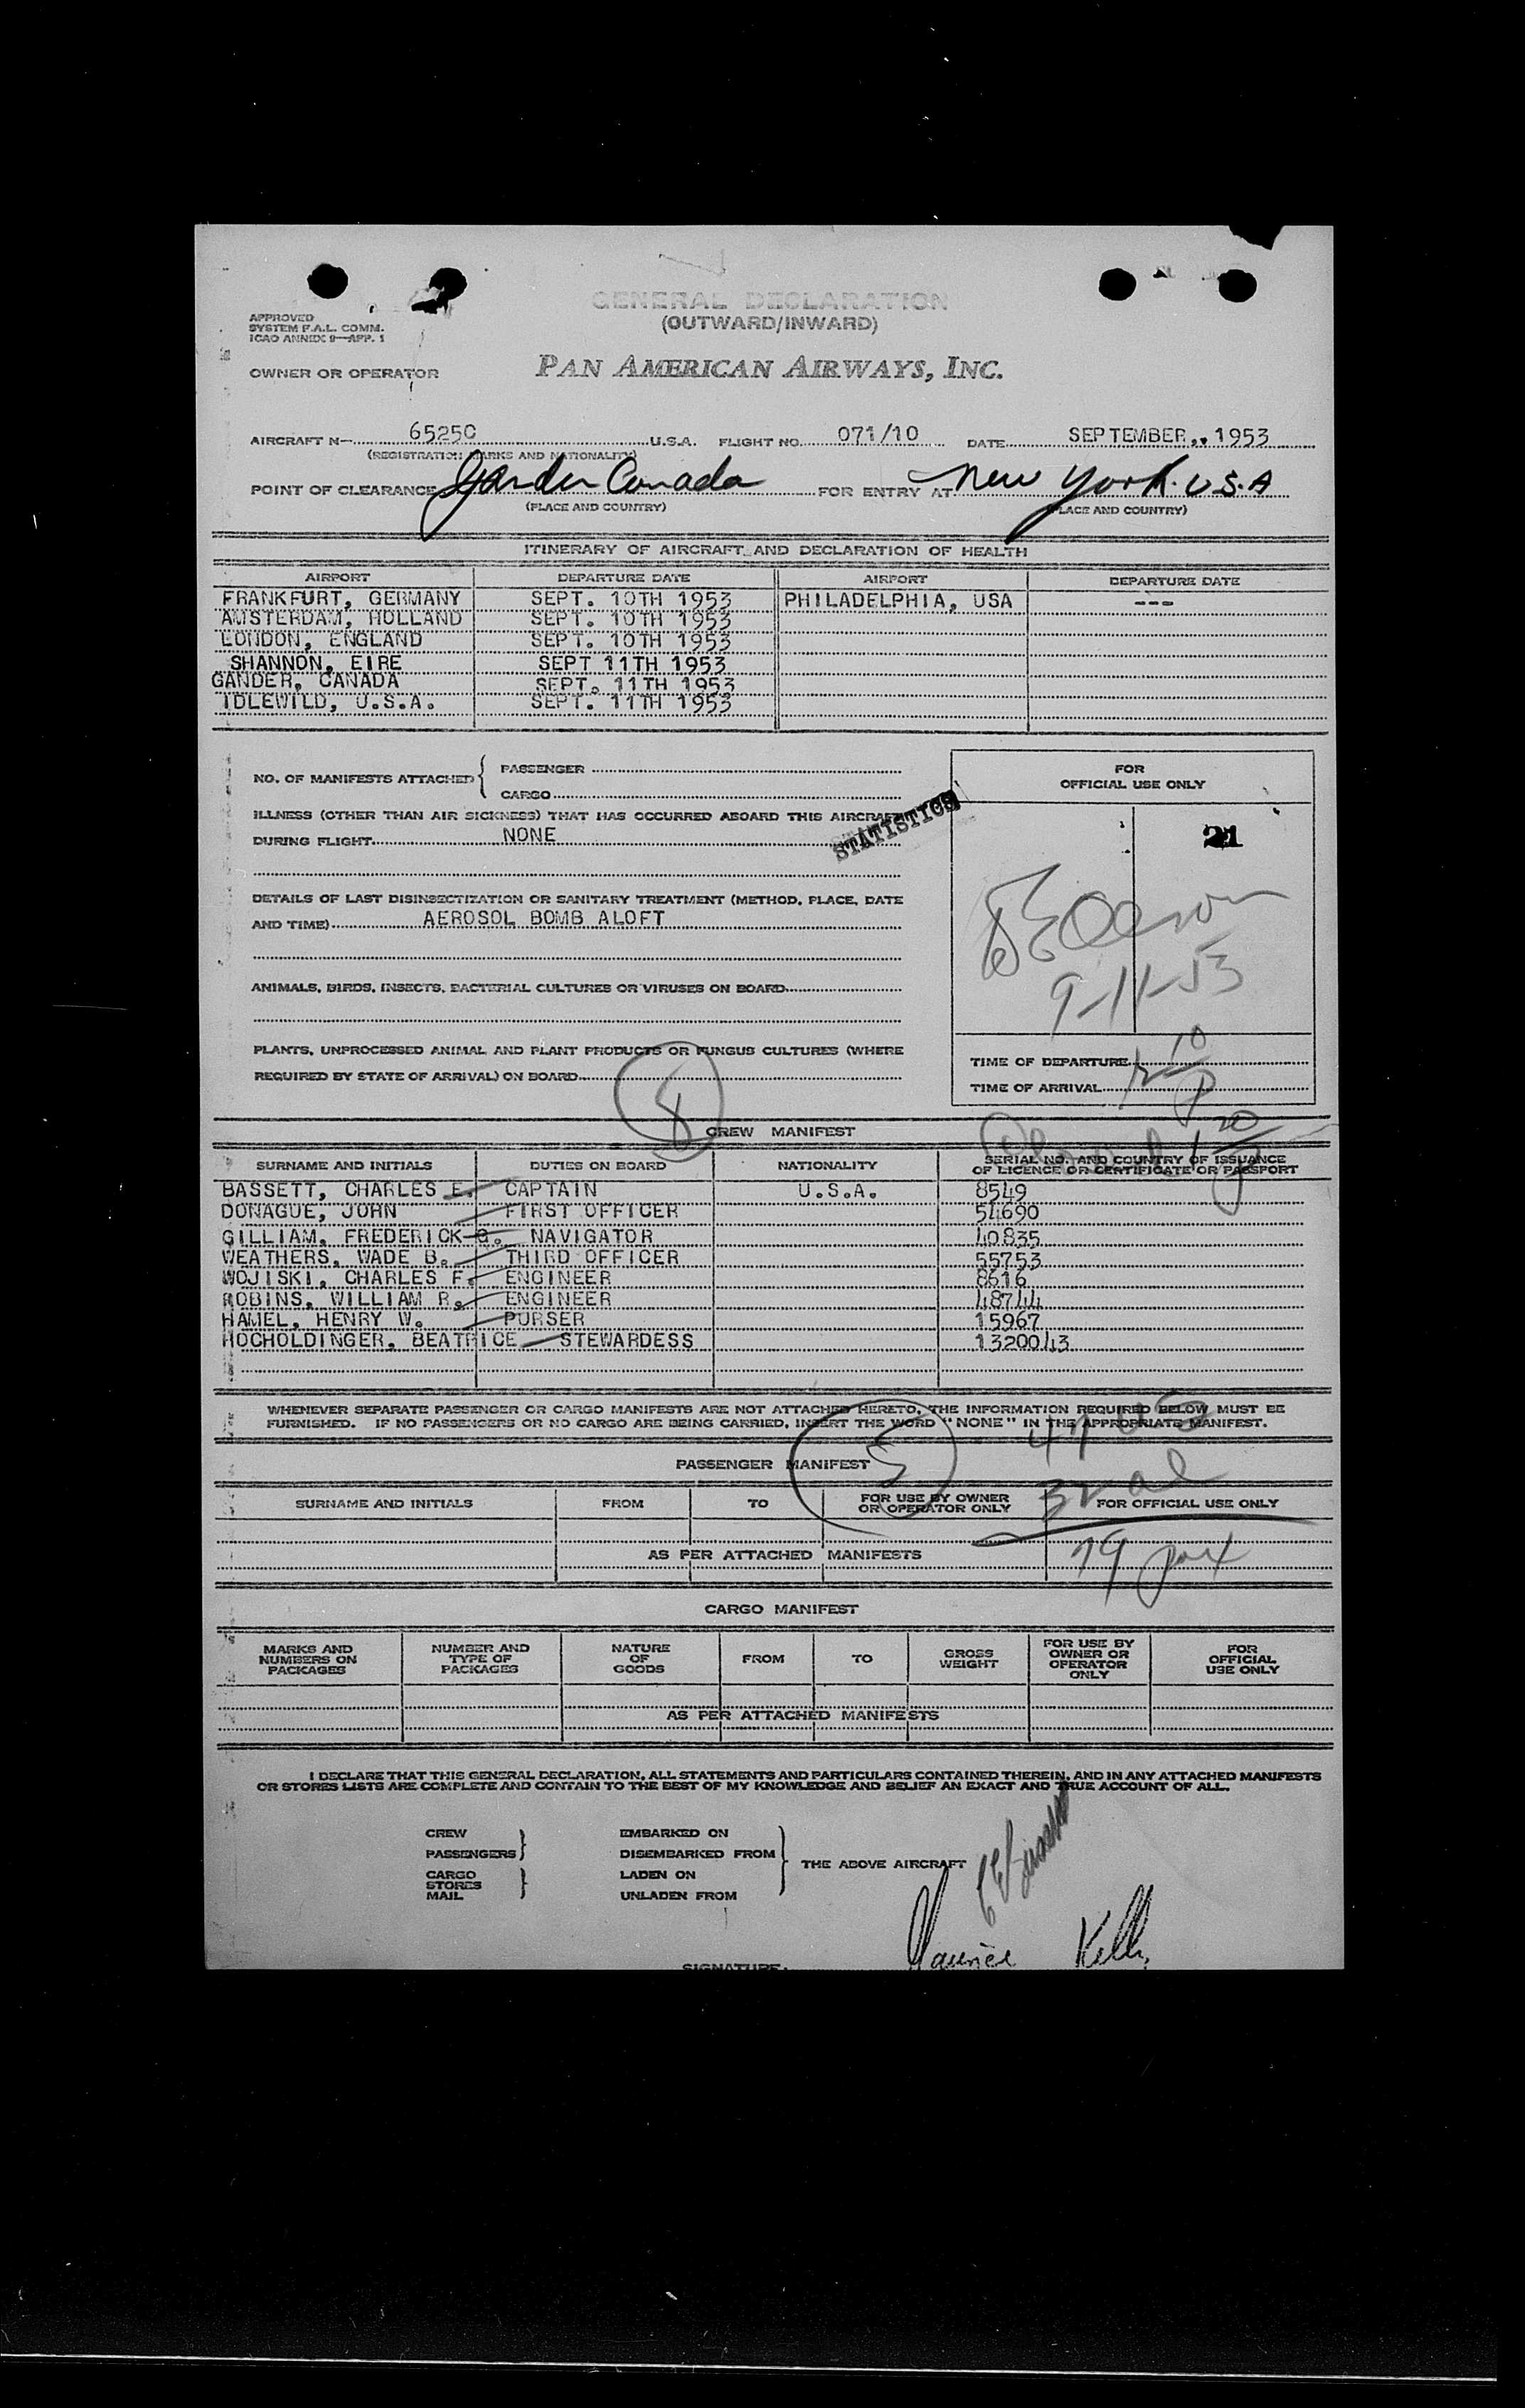 GENERAL DECLARATION
(OUTWARD/INWARD)
APPROVED
SYSTEM F.A.L. COMM.
ICAO ANNEX 9—APP. 1
OWNER OR OPERATOR PAN AMERICAN AIRWAYS, INC.
AIRCRAFT N— 6525C U.S.A. FLIGHT NO. 071/10 DATE SEPTEMBER,. 1953
(REGISTRATION MARKS AND NATIONALITY)
POINT OF CLEARANCE Gander Canada FOR ENTRY AT New York. U.S.A
(PLACE AND COUNTRY) (PLACE AND COUNTRY)
ITINERARY OF AIRCRAFT AND DECLARATION OF HEALTH
AIRPORT DEPARTURE DATE AIRPORT DEPARTURE DATE
FRANKFURT, GERMANY SEPT. 10TH 1953 PHILADELPHIA, USA ---
AMSTERDAM, HOLLAND SEPT. 10TH 1953
LONDON, ENGLAND SEPT. 10TH 1953
SHANNON, EIRE SEPT 11TH 1953
GANDER, CANADA SEPT. 11TH 1953
IDLEWILD, U.S.A. SEPT. 11TH 1953
NO. OF MANIFESTS ATTACHED { PASSENGER
CARGO
FOR
OFFICIAL USE ONLY
ILLNESS (OTHER THAN AIR SICKNESS) THAT HAS OCCURRED ABOARD THIS AIRCRAFT
DURING FLIGHT NONE
STATISTICS
21
DETAILS OF LAST DISINSECTIZATION OR SANITARY TREATMENT (METHOD, PLACE, DATE
AND TIME) AEROSOL BOMB ALOFT
9-11-53
ANIMALS, BIRDS, INSECTS, BACTERIAL CULTURES OR VIRUSES ON BOARD
PLANTS, UNPROCESSED ANIMAL AND PLANT PRODUCTS OR FUNGUS CULTURES (WHERE
REQUIRED BY STATE OF ARRIVAL) ON BOARD
TIME OF DEPARTURE
TIME OF ARRIVAL
8
CREW MANIFEST
SURNAME AND INITIALS DUTIES ON BOARD NATIONALITY SERIAL NO. AND COUNTRY OF ISSUANCE
OF LICENCE OR CERTIFICATE OR PASSPORT
BASSETT, CHARLES E. CAPTAIN U.S.A. 8549
DONAGUE, JOHN FIRST OFFICER 54690
GILLIAM, FREDERICK G. NAVIGATOR 40835
WEATHERS, WADE B. THIRD OFFICER 55753
WOJISKI, CHARLES F. ENGINEER 8616
ROBINS, WILLIAM R. ENGINEER 48744
HAMEL, HENRY W. PURSER 15967
HOCHOLDINGER, BEATRICE STEWARDESS 1320043
WHENEVER SEPARATE PASSENGER OR CARGO MANIFESTS ARE NOT ATTACHED HERETO, THE INFORMATION REQUIRED BELOW MUST BE
FURNISHED. IF NO PASSENGERS OR NO CARGO ARE BEING CARRIED, INSERT THE WORD "NONE" IN THE APPROPRIATE MANIFEST.
47 USC
PASSENGER MANIFEST
5
32 al
SURNAME AND INITIALS FROM TO FOR USE BY OWNER
OR OPERATOR ONLY FOR OFFICIAL USE ONLY
AS PER ATTACHED MANIFESTS
79 pax
CARGO MANIFEST
MARKS AND
NUMBERS ON
PACKAGES NUMBER AND
TYPE OF
PACKAGES NATURE
OF
GOODS FROM TO GROSS
WEIGHT FOR USE BY
OWNER OR
OPERATOR
ONLY FOR
OFFICIAL
USE ONLY
AS PER ATTACHED MANIFESTS
I DECLARE THAT THIS GENERAL DECLARATION, ALL STATEMENTS AND PARTICULARS CONTAINED THEREIN, AND IN ANY ATTACHED MANIFESTS
OR STORES LISTS ARE COMPLETE AND CONTAIN TO THE BEST OF MY KNOWLEDGE AND BELIEF AN EXACT AND TRUE ACCOUNT OF ALL.
CREW
PASSENGERS }
CARGO
STORES
MAIL }
EMBARKED ON
DISEMBARKED FROM
LADEN ON
UNLADEN FROM } THE ABOVE AIRCRAFT
CE Bassett
Maurice Kelly
SIGNATURE.